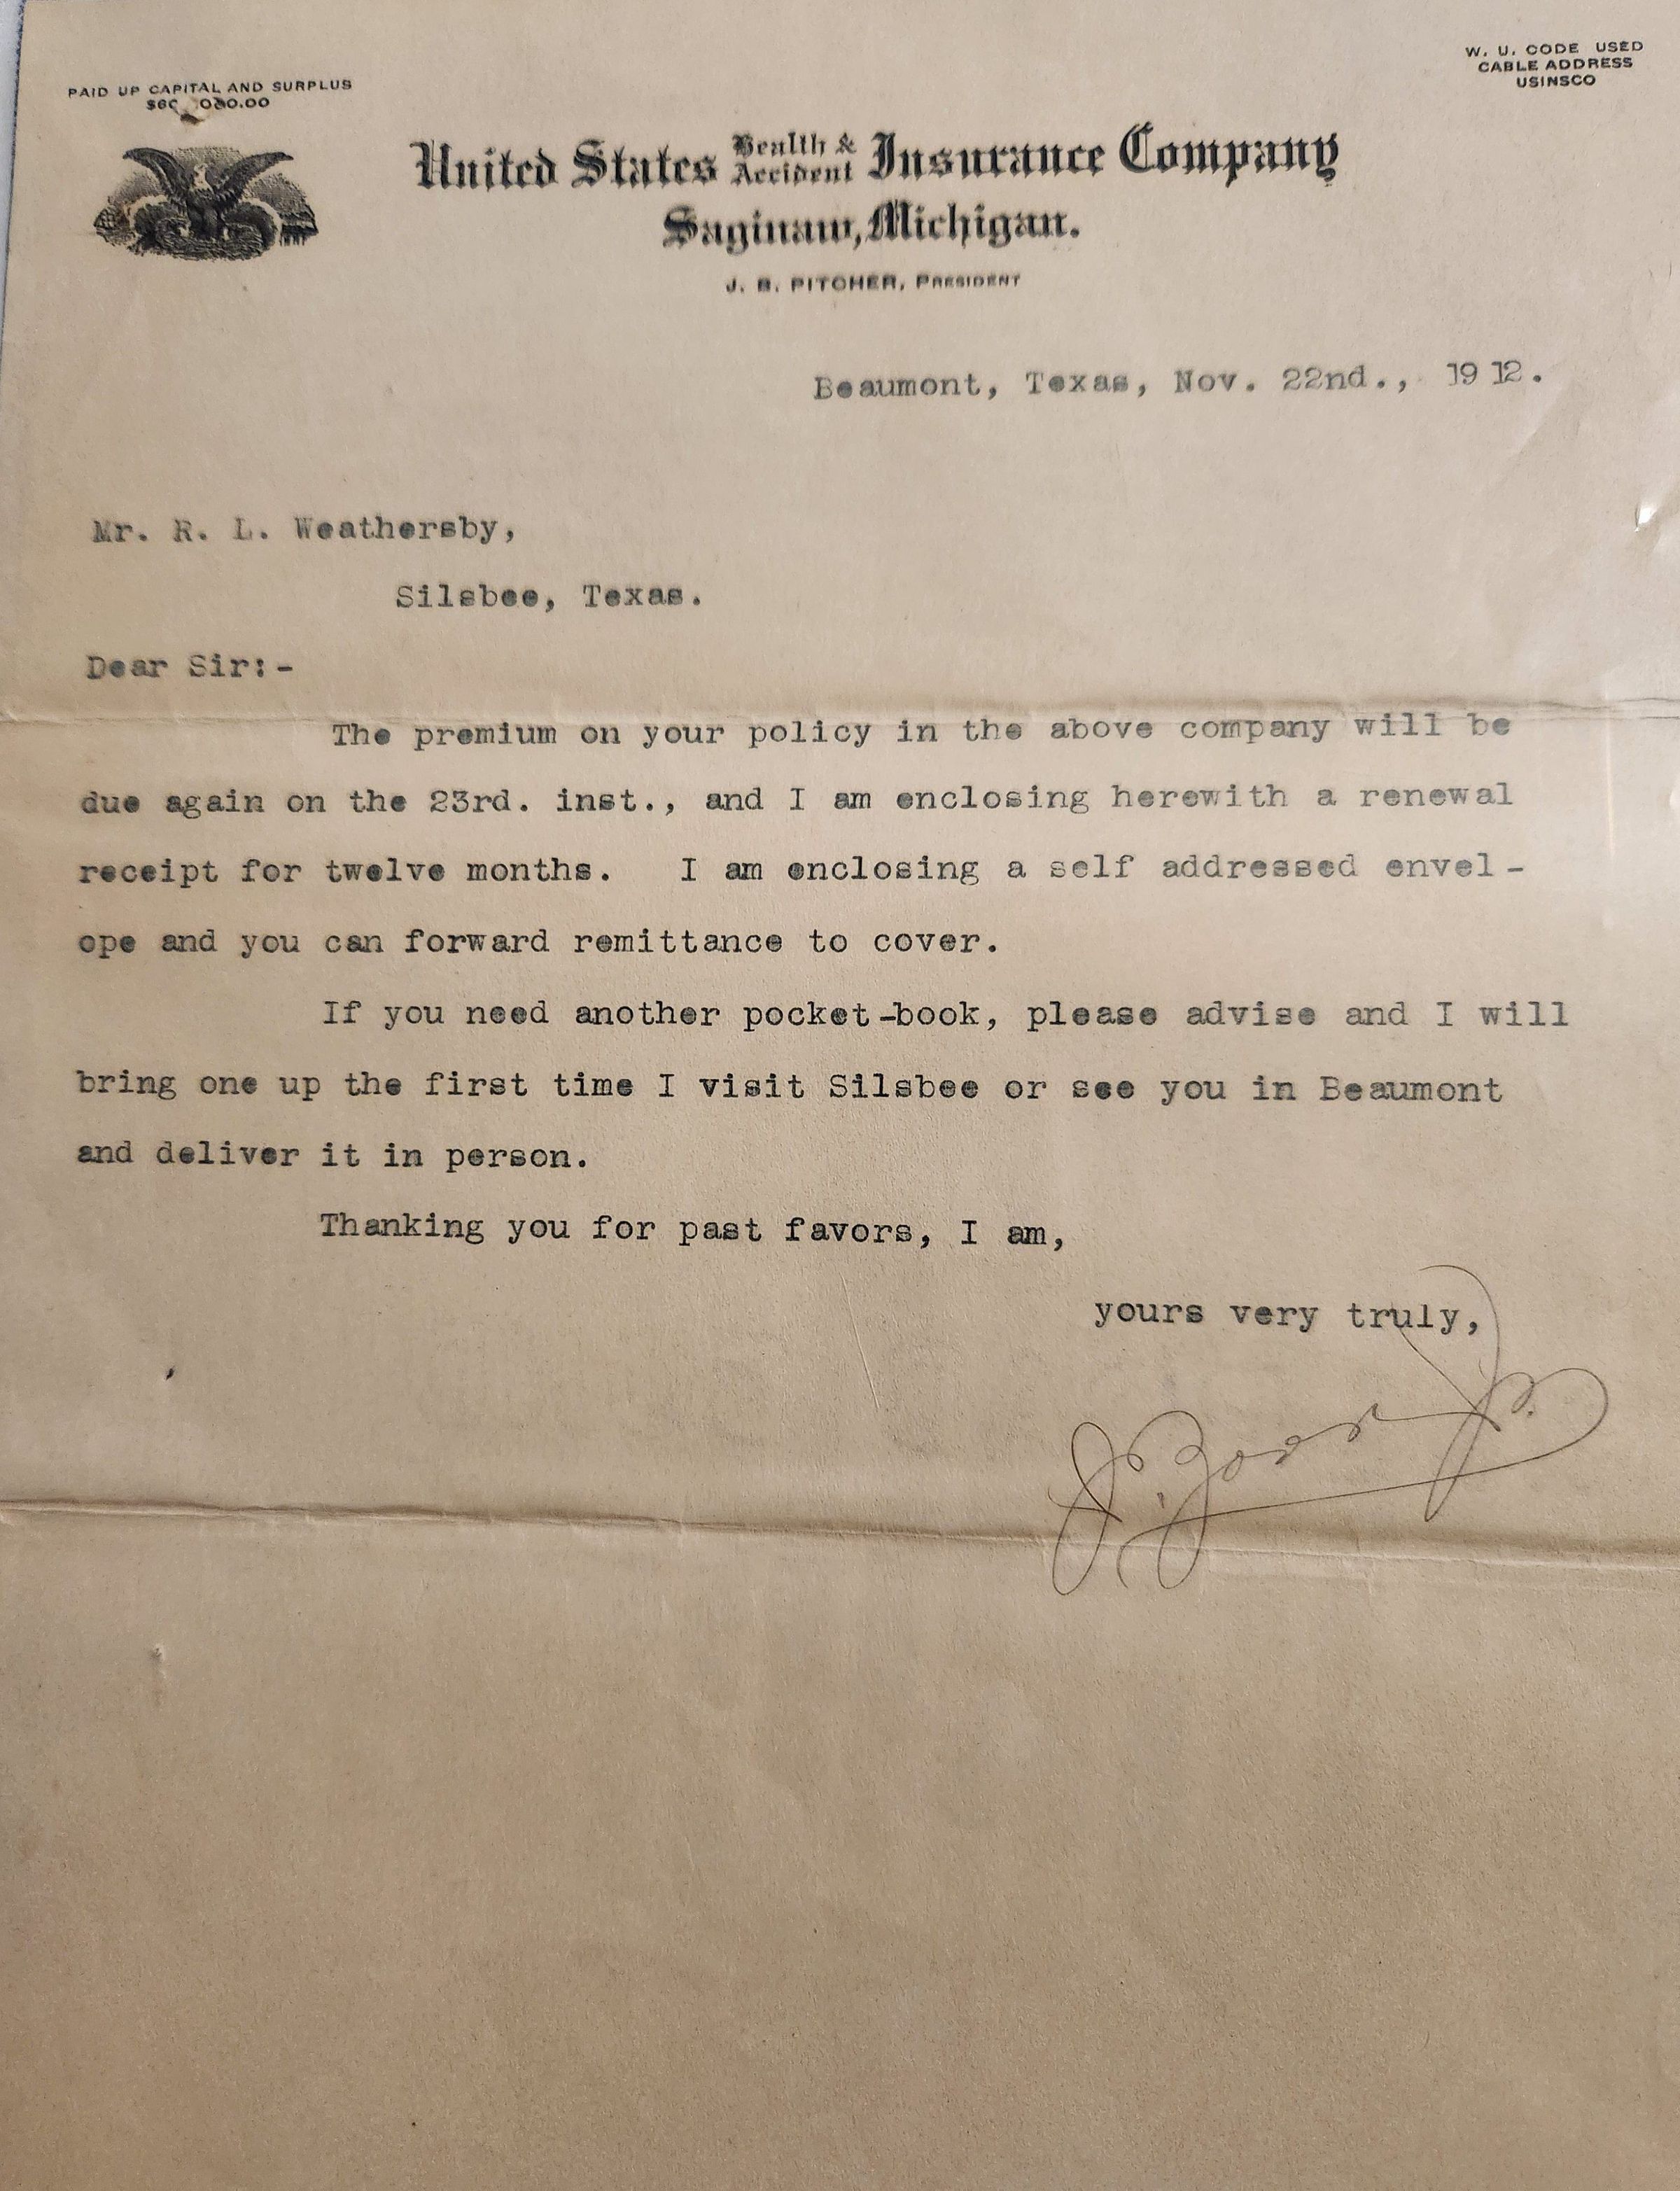 PAID UP CAPITAL AND SURPLUS
W. U. CODE USED
CABLE ADDRESS
USINSCO
United States Health & Accident Insurance Company
Saginaw, Michigan.
J. B. PITCHER, PRESIDENT
Beaumont, Texas, Nov. 22nd., 1912.
Mr. R. L. Weathersby,
Silsbee, Texas.
Dear Sir:-
The premium on your policy in the above company will be
due again on the 23rd. inst., and I am enclosing herewith a renewal
receipt for twelve months. I am enclosing a self addressed envel-
ope and you can forward remittance to cover.
If you need another pocket-book, please advise and I will
bring one up the first time I visit Silsbee or see you in Beaumont
and deliver it in person.
Thanking you for past favors, I am,
yours very truly,